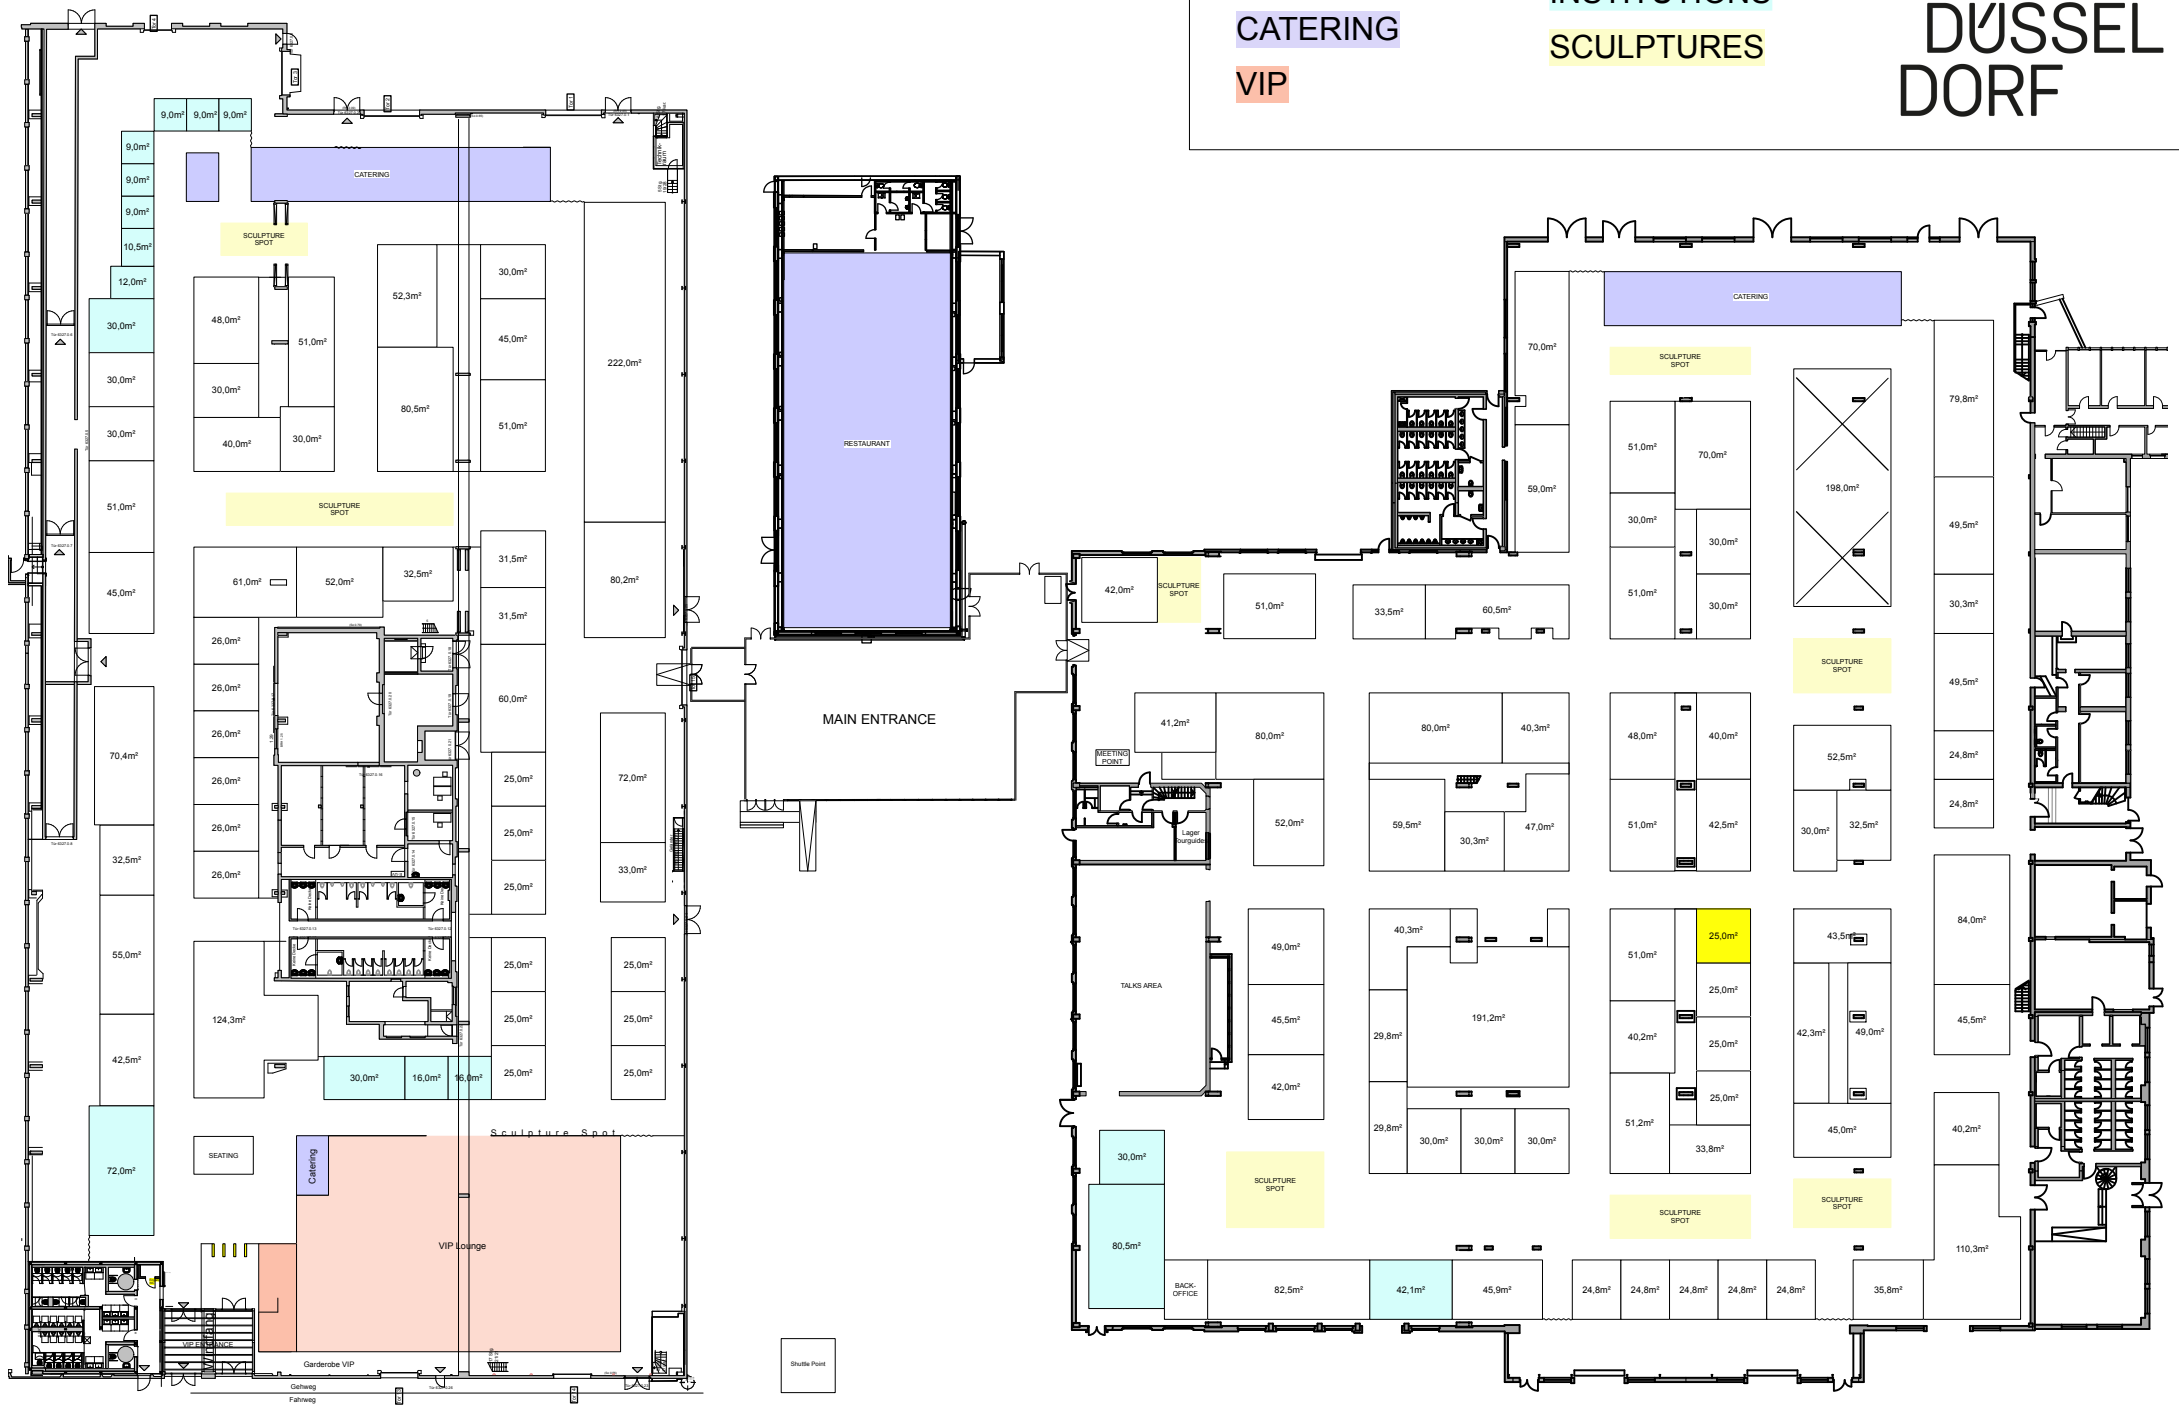 INSTITUTIONS
CATERING
SCULPTURES
VIP
DÜSSEL
DORF
9,0m²
9,0m²
9,0m²
9,0m²
9,0m²
9,0m²
10,5m²
12,0m²
30,0m²
30,0m²
30,0m²
51,0m²
45,0m²
70,4m²
32,5m²
55,0m²
42,5m²
72,0m²
CATERING
SCULPTURE
SPOT
48,0m²
51,0m²
30,0m²
40,0m²
30,0m²
52,3m²
80,5m²
30,0m²
45,0m²
51,0m²
222,0m²
80,2m²
SCULPTURE
SPOT
61,0m²
52,0m²
32,5m²
31,5m²
31,5m²
60,0m²
26,0m²
26,0m²
26,0m²
26,0m²
26,0m²
26,0m²
25,0m²
25,0m²
25,0m²
72,0m²
33,0m²
124,3m²
25,0m²
25,0m²
25,0m²
25,0m²
25,0m²
25,0m²
30,0m²
16,0m²
16,0m²
Sculpture Spot
SEATING
Catering
VIP Lounge
VIP ENTRANCE
Windfang
Garderobe VIP
Gehweg
Fahrweg
RESTAURANT
MAIN ENTRANCE
Shuttle Point
CATERING
SCULPTURE
SPOT
70,0m²
59,0m²
51,0m²
70,0m²
30,0m²
30,0m²
51,0m²
30,0m²
198,0m²
79,8m²
49,5m²
30,3m²
49,5m²
24,8m²
24,8m²
42,0m²
SCULPTURE
SPOT
51,0m²
33,5m²
60,5m²
SCULPTURE
SPOT
41,2m²
80,0m²
MEETING
POINT
52,0m²
Lager
Tourguides
80,0m²
40,3m²
59,5m²
30,3m²
47,0m²
48,0m²
40,0m²
51,0m²
42,5m²
52,5m²
30,0m²
32,5m²
84,0m²
45,5m²
TALKS AREA
49,0m²
45,5m²
42,0m²
40,3m²
191,2m²
29,8m²
29,8m²
30,0m²
30,0m²
30,0m²
51,0m²
25,0m²
25,0m²
40,2m²
25,0m²
25,0m²
51,2m²
33,8m²
43,5m²
42,3m²
49,0m²
45,0m²
40,2m²
110,3m²
30,0m²
80,5m²
SCULPTURE
SPOT
SCULPTURE
SPOT
SCULPTURE
SPOT
BACK-
OFFICE
82,5m²
42,1m²
45,9m²
24,8m²
24,8m²
24,8m²
24,8m²
24,8m²
35,8m²